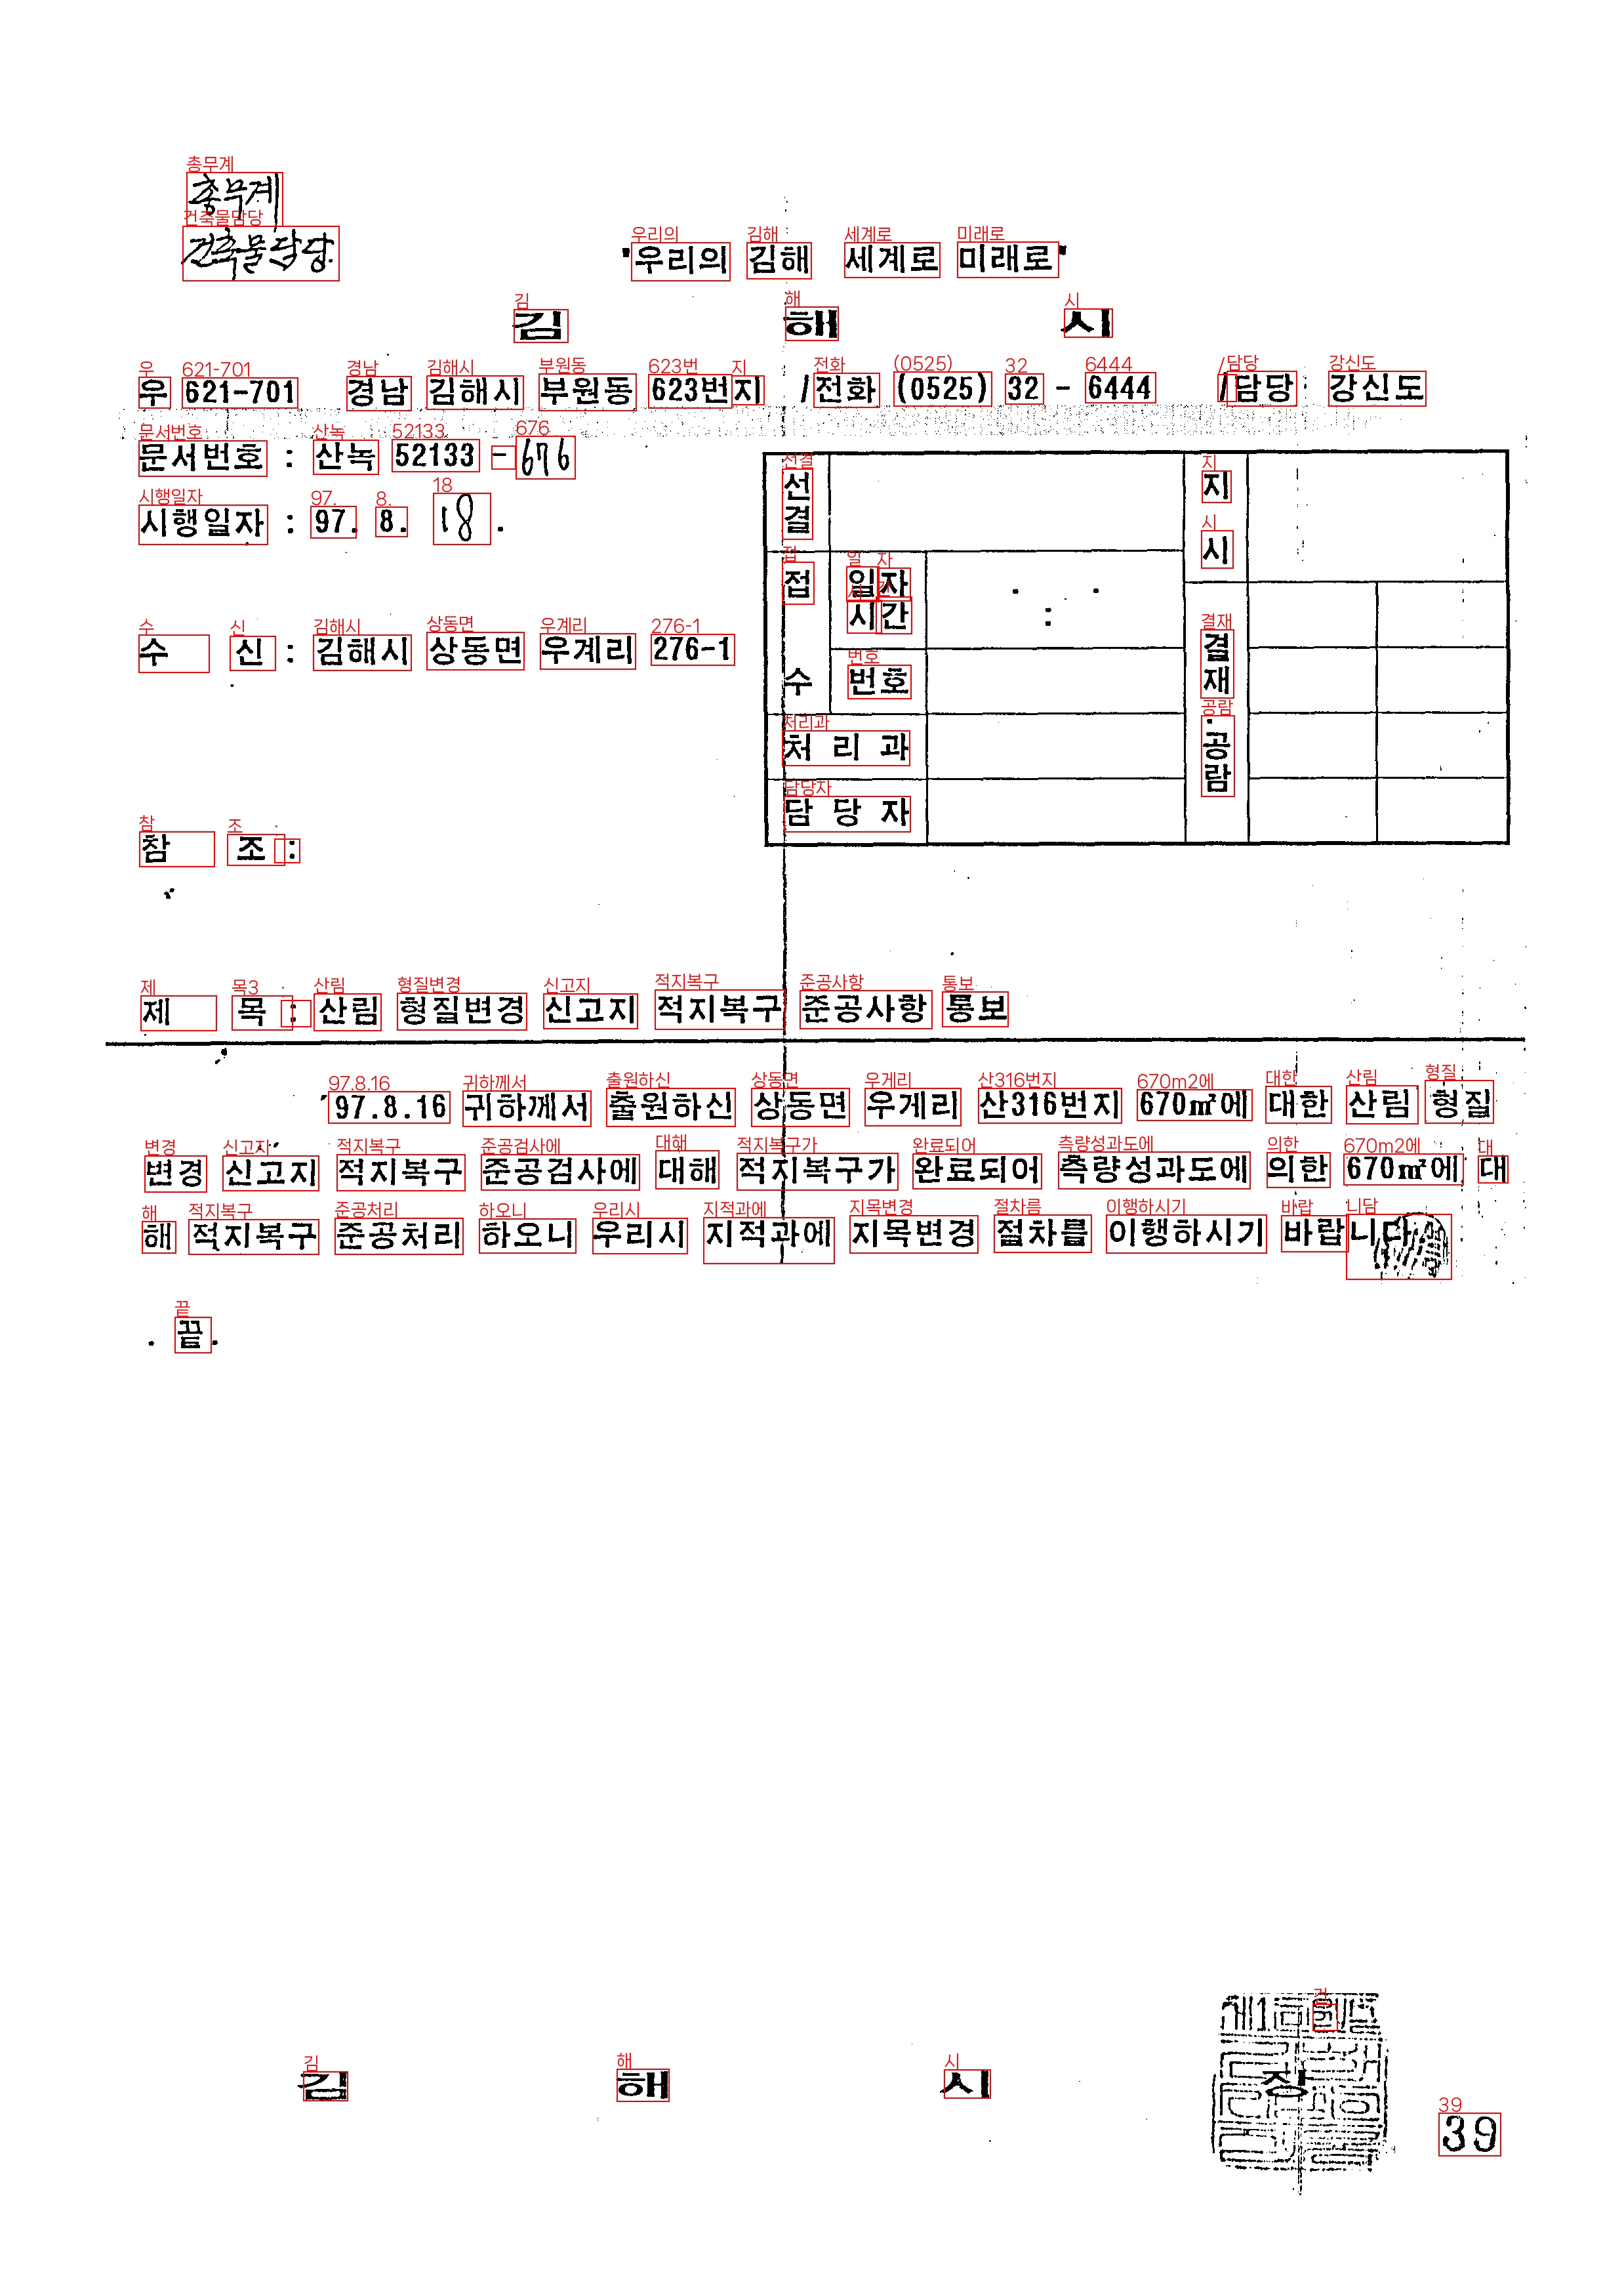 총무계
건축물담당
"우리의 김해 세계로 미래로"
김 해 시
우 621-701 경남 김해시 부원동 623번지 /전화 (0525) 32 - 6444 /담당 강신도
문서번호 : 산녹 52133 - 676
시행일자 : 97. 8. 18.
수 신 : 김해시 상동면 우계리 276-1
참 조 :
선결
접수
일자
시간
번호
처리과
담당자
지시
결재
공람
제 목 : 산림 형질변경 신고지 적지복구 준공사항 통보
97.8.16 귀하께서 출원하신 상동면 우계리 산316번지 670㎡에 대한 산림 형질
변경 신고지 적지복구 준공검사에 대해 적지복구가 완료되어 측량성과도에 의한 670㎡에 대
해 적지복구 준공처리 하오니 우리시 지적과에 지목변경 절차를 이행하시기 바랍니다
. 끝.
김 해 시 장
39